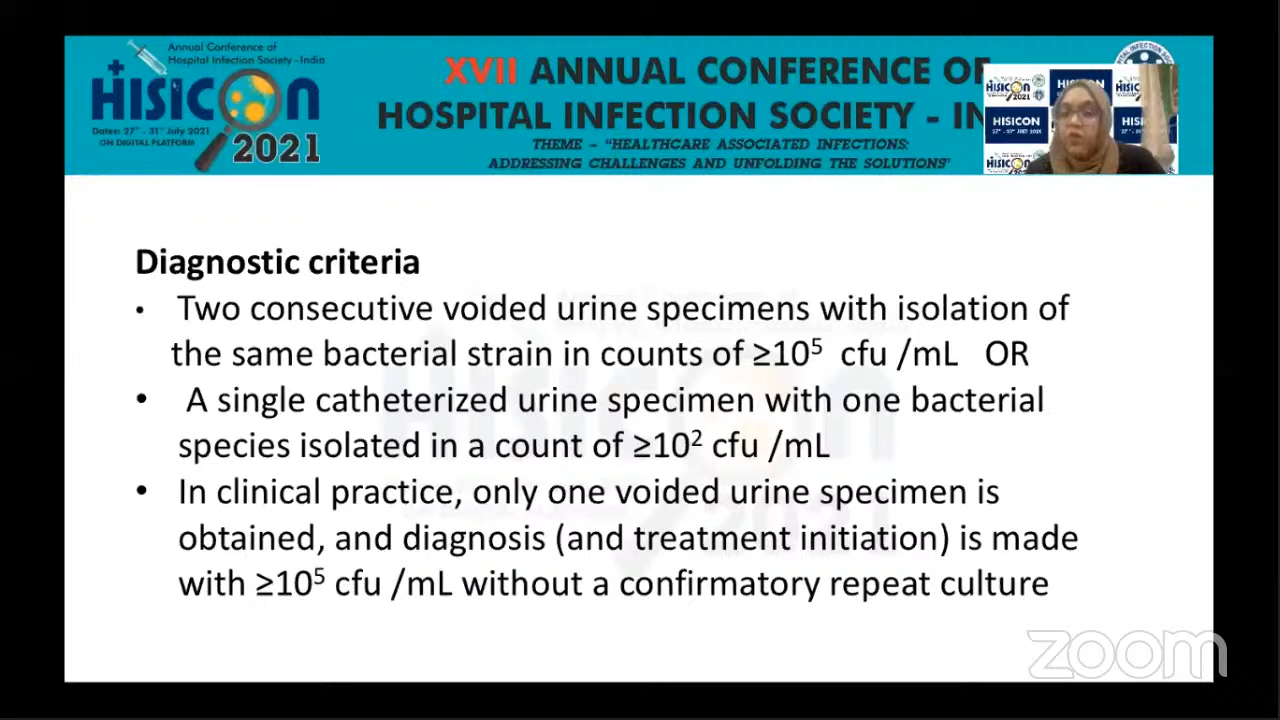 Annual Conference of
Hospital Infection Society -India
HISICON
Dates: 27th - 31st July 2021
ON DIGITAL PLATFORM
2021
XVII ANNUAL CONFERENCE OF
HOSPITAL INFECTION SOCIETY - IN
THEME – "HEALTHCARE ASSOCIATED INFECTIONS:
ADDRESSING CHALLENGES AND UNFOLDING THE SOLUTIONS"
HISICON
Diagnostic criteria
• Two consecutive voided urine specimens with isolation of
the same bacterial strain in counts of ≥10⁵ cfu /mL OR
• A single catheterized urine specimen with one bacterial
species isolated in a count of ≥10² cfu /mL
• In clinical practice, only one voided urine specimen is
obtained, and diagnosis (and treatment initiation) is made
with ≥10⁵ cfu /mL without a confirmatory repeat culture
zoom